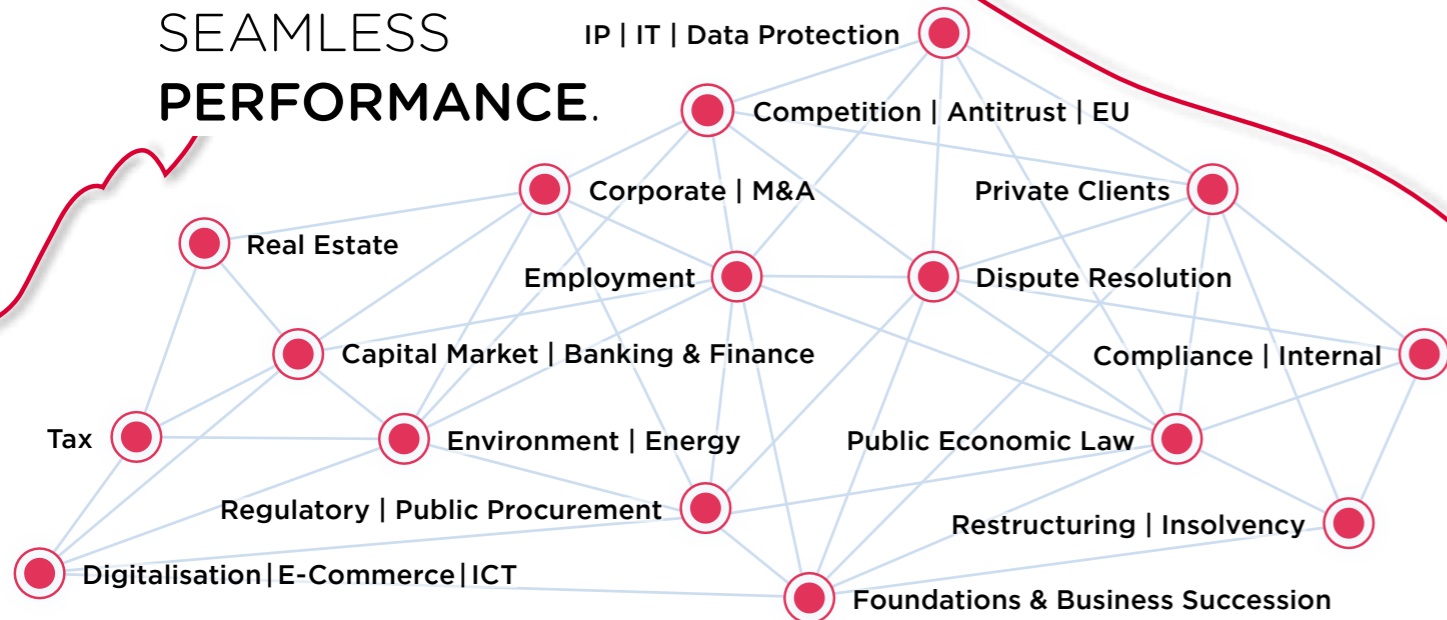 SEAMLESS
PERFORMANCE.
IP | IT | Data Protection
Competition | Antitrust | EU
Corporate | M&A
Private Clients
Real Estate
Employment
Dispute Resolution
Capital Market | Banking & Finance
Compliance | Internal
Tax
Environment | Energy
Public Economic Law
Regulatory | Public Procurement
Restructuring | Insolvency
Digitalisation | E-Commerce | ICT
Foundations & Business Succession